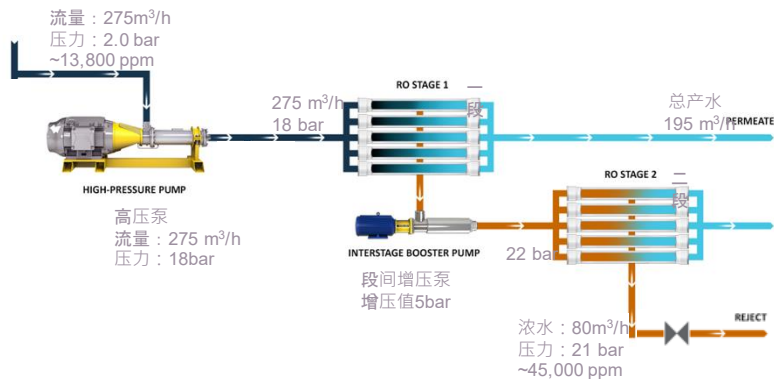 流量：275m³/h
压力：2.0 bar
~13,800 ppm
HIGH-PRESSURE PUMP
高压泵
流量：275 m³/h
压力：18bar
275 m³/h
18 bar
RO STAGE 1
一段
INTERSTAGE BOOSTER PUMP
段间增压泵
增压值5bar
总产水
195 m³/h
PERMEATE
RO STAGE 2
二段
22 bar
浓水：80m³/h
压力：21 bar
~45,000 ppm
REJECT